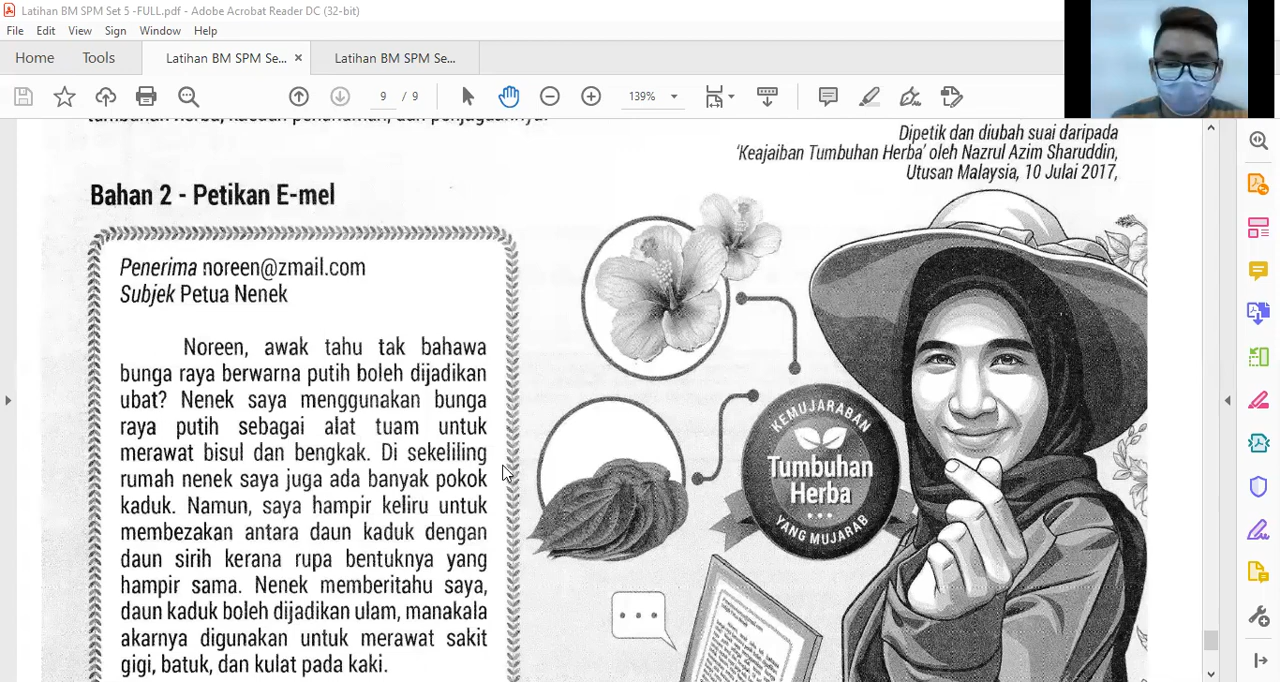 Latihan BM SPM Set 5 -FULL.pdf - Adobe Acrobat Reader DC (32-bit)
File Edit View Sign Window Help
Home Tools Latihan BM SPM Se... × Latihan BM SPM Se...
9 / 9 139%
tumbuhan herba, kaedah penanaman, dan penjagaannya.
Dipetik dan diubah suai daripada
'Keajaiban Tumbuhan Herba' oleh Nazrul Azim Sharuddin,
Utusan Malaysia, 10 Julai 2017,
Bahan 2 - Petikan E-mel
Penerima noreen@zmail.com
Subjek Petua Nenek
Noreen, awak tahu tak bahawa
bunga raya berwarna putih boleh dijadikan
ubat? Nenek saya menggunakan bunga
raya putih sebagai alat tuam untuk
merawat bisul dan bengkak. Di sekeliling
rumah nenek saya juga ada banyak pokok
kaduk. Namun, saya hampir keliru untuk
membezakan antara daun kaduk dengan
daun sirih kerana rupa bentuknya yang
hampir sama. Nenek memberitahu saya,
daun kaduk boleh dijadikan ulam, manakala
akarnya digunakan untuk merawat sakit
gigi, batuk, dan kulat pada kaki.
KEMUJARABAN
Tumbuhan
Herba
YANG MUJARAB